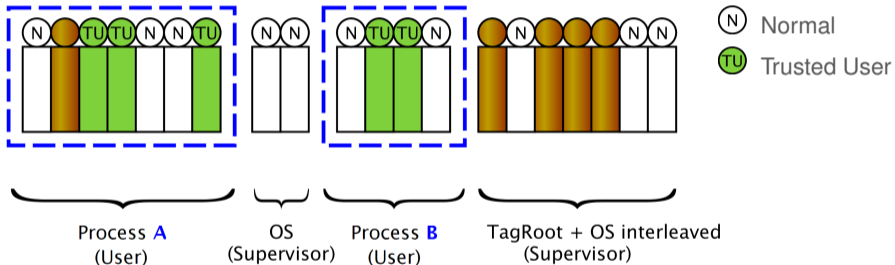 N TU TU N N TU N N N TU TU N N N N N Normal
TU Trusted User
Process A OS Process B TagRoot + OS interleaved
(User) (Supervisor) (User) (Supervisor)